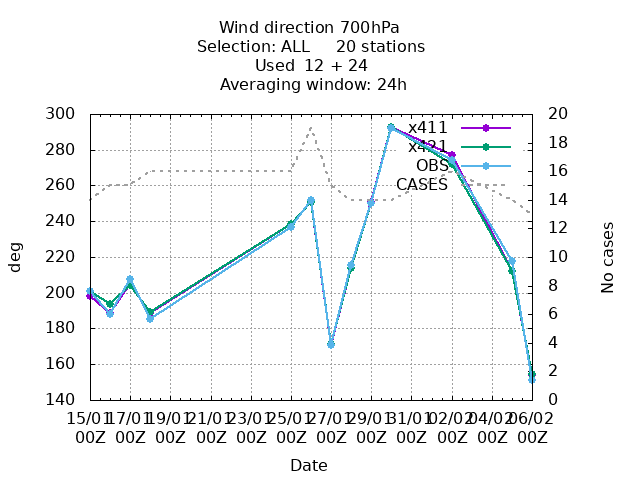 Wind direction 700hPa
Selection: ALL     20 stations
Used  12 + 24
Averaging window: 24h
300 20
x411
280 18
x421
OBS
260 16
CASES
240 14
220 12
200 10
180 8
160 6
140 4
2
0
deg
No cases
15/01 17/01 19/01 21/01 23/01 25/01 27/01 29/01 31/01 02/02 04/02 06/02
00Z 00Z 00Z 00Z 00Z 00Z 00Z 00Z 00Z 00Z 00Z 00Z
Date